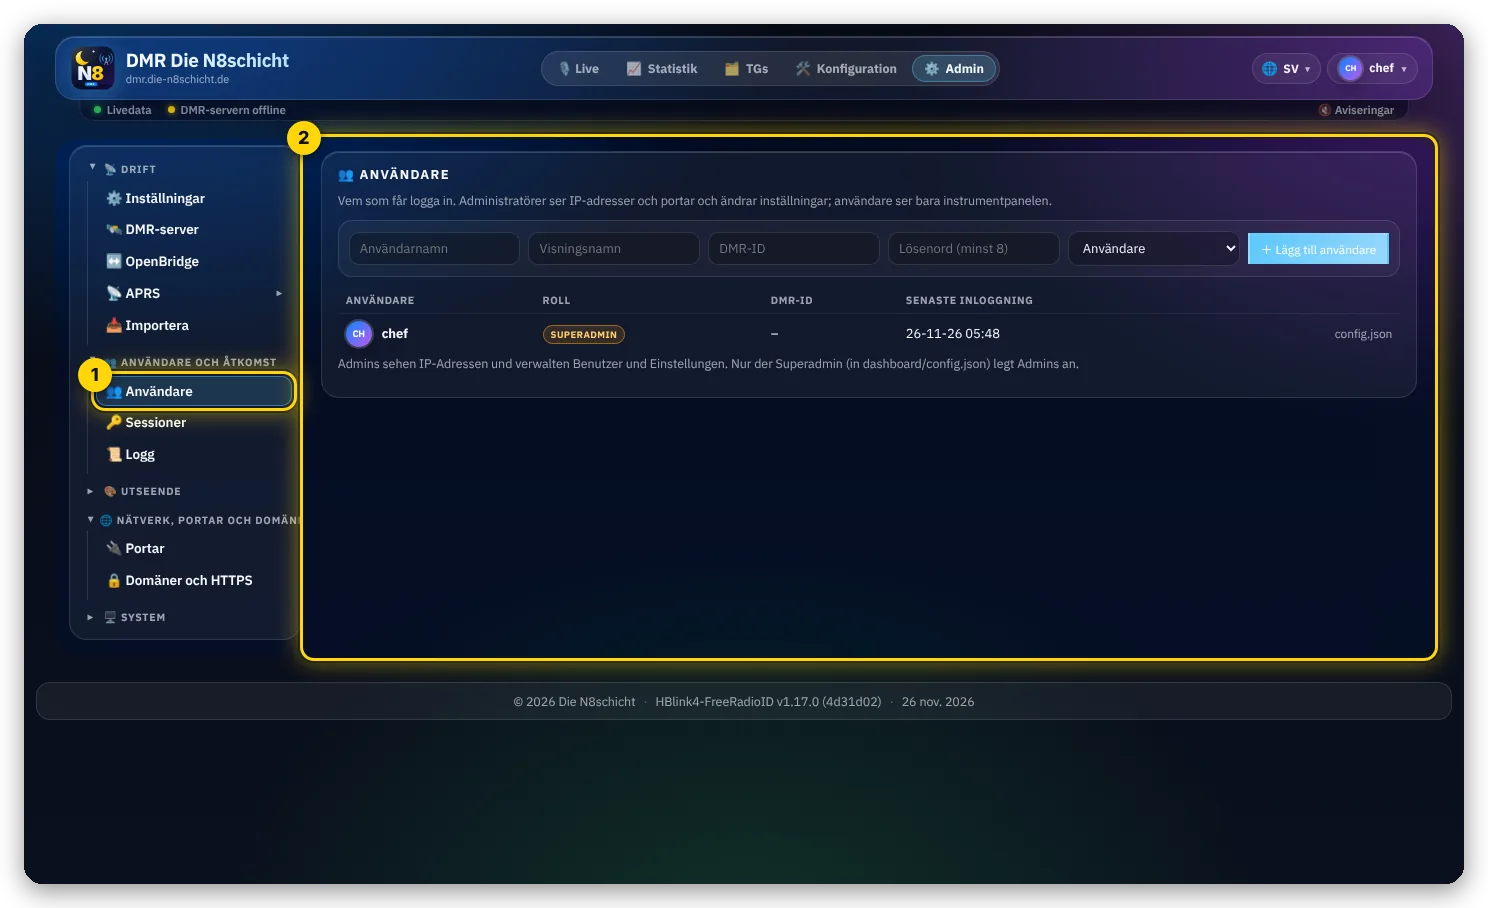 N8
DMR Die N8schicht
dmr.die-n8schicht.de
Live
Statistik
TGs
Konfiguration
Admin
SV
CH
chef
Livedata
DMR-servern offline
Aviseringar
2
DRIFT
Inställningar
DMR-server
OpenBridge
APRS
Importera
ANVÄNDARE OCH ÅTKOMST
1
Användare
Sessioner
Logg
UTSEENDE
NÄTVERK, PORTAR OCH DOMÄN
Portar
Domäner och HTTPS
SYSTEM
ANVÄNDARE
Vem som får logga in. Administratörer ser IP-adresser och portar och ändrar inställningar; användare ser bara instrumentpanelen.
Användarnamn
Visningsnamn
DMR-ID
Lösenord (minst 8)
Användare
+ Lägg till användare
ANVÄNDARE ROLL DMR-ID SENASTE INLOGGNING
CH chef SUPERADMIN – 26-11-26 05:48 config.json
Admins sehen IP-Adressen und verwalten Benutzer und Einstellungen. Nur der Superadmin (in dashboard/config.json) legt Admins an.
© 2026 Die N8schicht · HBlink4-FreeRadioID v1.17.0 (4d31d02) · 26 nov. 2026